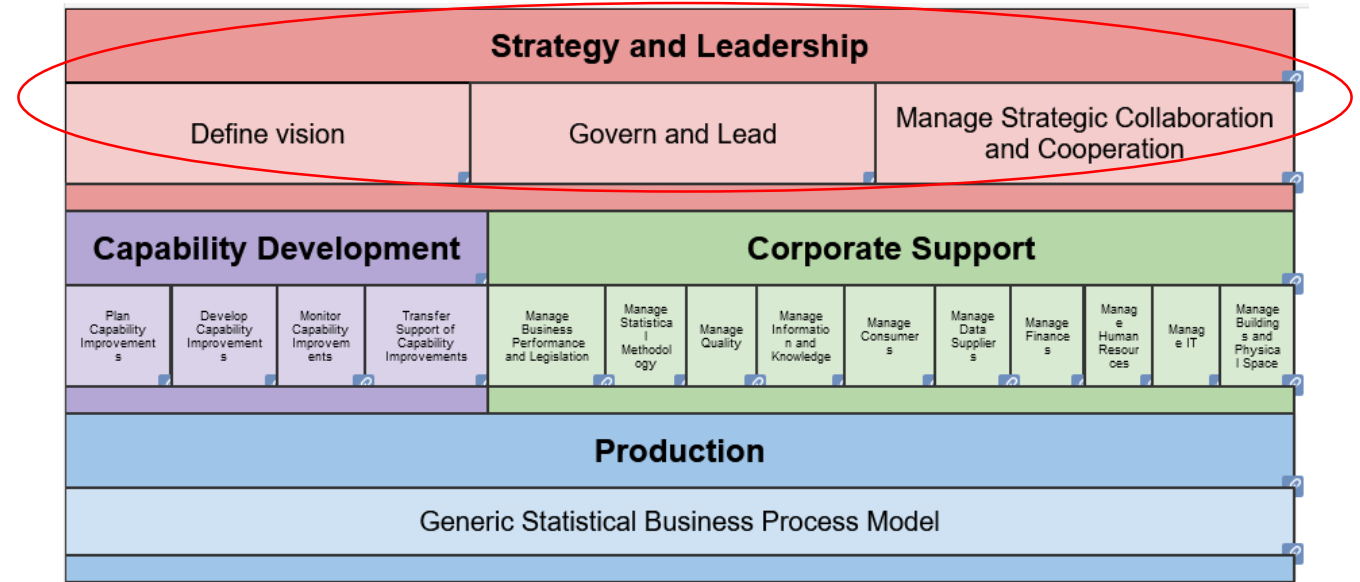 Strategy and Leadership
Define vision
Govern and Lead
Manage Strategic Collaboration
and Cooperation
Capability Development
Corporate Support
Plan
Capability
Improvement
s
Develop
Capability
Improvement
s
Monitor
Capability
Improvem
ents
Transfer
Support of
Capability
Improvements
Manage
Business
Performance
and Legislation
Manage
Statistica
l
Methodol
ogy
Manage
Quality
Manage
Informatio
n and
Knowledge
Manage
Consumer
s
Manage
Data
Supplier
s
Manage
Finance
s
Manag
e
Human
Resour
ces
Manag
e IT
Manage
Building
s and
Physica
l Space
Production
Generic Statistical Business Process Model